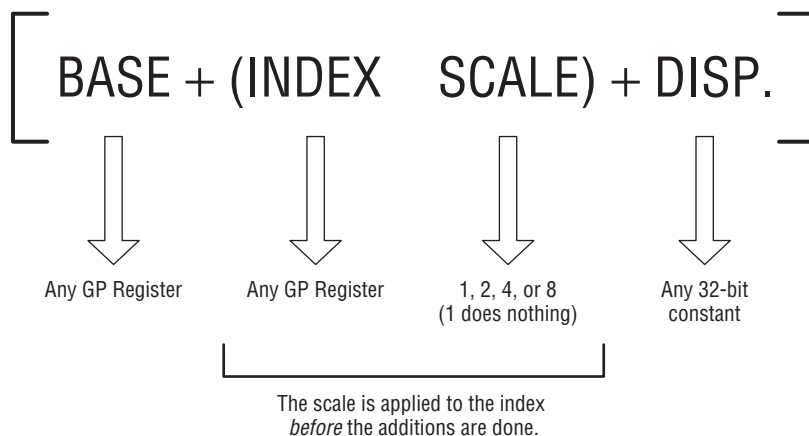 [BASE + (INDEX SCALE) + DISP.]
Any GP Register
Any GP Register
1, 2, 4, or 8
(1 does nothing)
Any 32-bit
constant
The scale is applied to the index
before the additions are done.